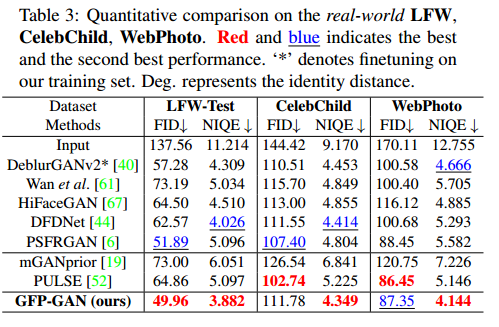 Table 3: Quantitative comparison on the real-world LFW,
CelebChild, WebPhoto. Red and blue indicates the best
and the second best performance. ‘*’ denotes finetuning on
our training set. Deg. represents the identity distance.
Dataset LFW-Test CelebChild WebPhoto
Methods FID↓ NIQE ↓ FID↓ NIQE ↓ FID↓ NIQE ↓
Input 137.56 11.214 144.42 9.170 170.11 12.755
DeblurGANv2* [40] 57.28 4.309 110.51 4.453 100.58 4.666
Wan et al. [61] 73.19 5.034 115.70 4.849 100.40 5.705
HiFaceGAN [67] 64.50 4.510 113.00 4.855 116.12 4.885
DFDNet [44] 62.57 4.026 111.55 4.414 100.68 5.293
PSFRGAN [6] 51.89 5.096 107.40 4.804 88.45 5.582
mGANprior [19] 73.00 6.051 126.54 6.841 120.75 7.226
PULSE [52] 64.86 5.097 102.74 5.225 86.45 5.146
GFP-GAN (ours) 49.96 3.882 111.78 4.349 87.35 4.144